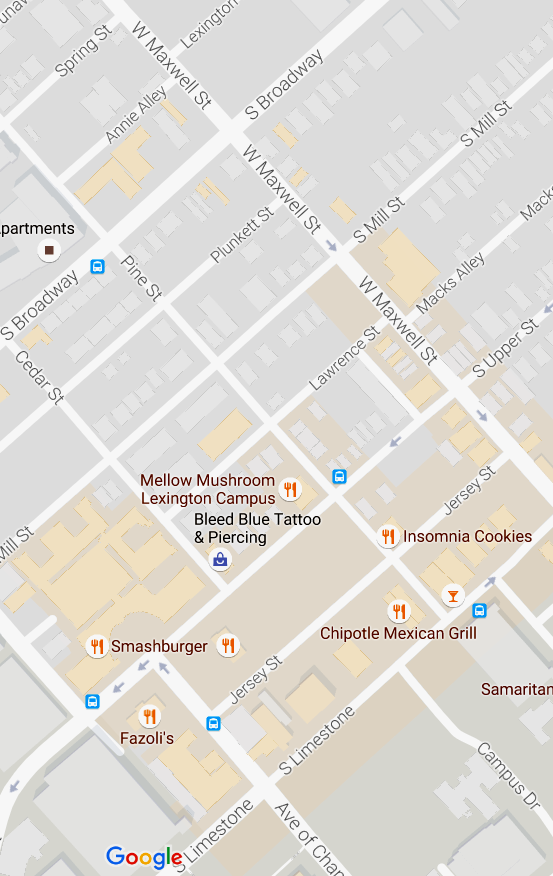 Lexington
W Maxwell St
Spring St
S Broadway
Annie Alley
S Mill St
W Maxwell St
Plunkett St
S Mill St
Macks
partments
Macks Alley
Pine St
W Maxwell St
S Broadway
S Upper St
Lawrence St
Cedar St
Mellow Mushroom
Lexington Campus
Jersey St
Bleed Blue Tattoo
& Piercing
Insomnia Cookies
Mill St
Chipotle Mexican Grill
Smashburger
Jersey St
Samaritan
Fazoli's
S Limestone
Campus Dr
Ave of Cham
Google
S Limestone